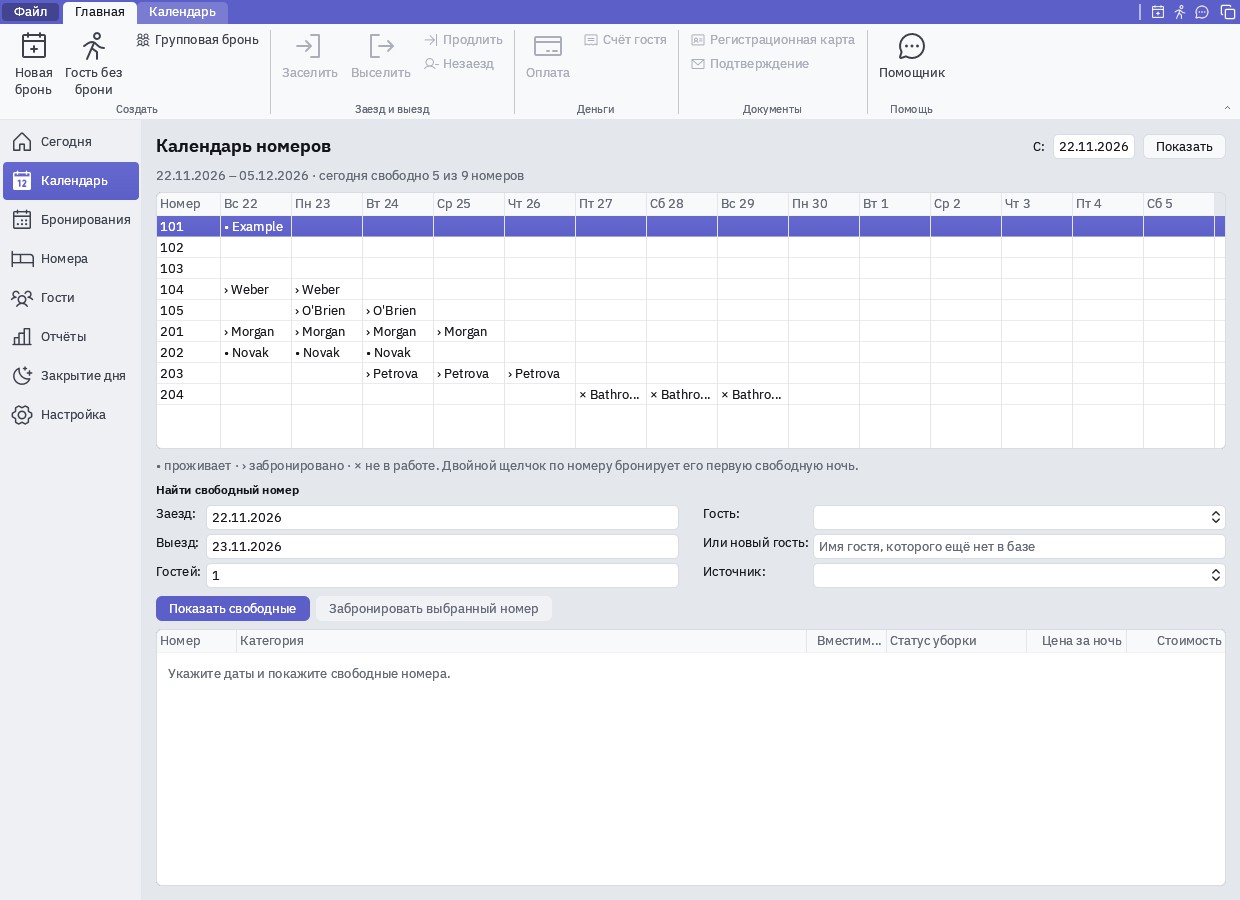 Файл Главная Календарь
Новая бронь
Гость без брони
Групповая бронь
Создать
Заселить
Выселить
Продлить
Незаезд
Заезд и выезд
Оплата
Счёт гостя
Деньги
Регистрационная карта
Подтверждение
Документы
Помощник
Помощь
Сегодня
12 Календарь
Бронирования
Номера
Гости
Отчёты
Закрытие дня
Настройка
Календарь номеров
С: 22.11.2026 Показать
22.11.2026 – 05.12.2026 · сегодня свободно 5 из 9 номеров
Номер Вс 22 Пн 23 Вт 24 Ср 25 Чт 26 Пт 27 Сб 28 Вс 29 Пн 30 Вт 1 Ср 2 Чт 3 Пт 4 Сб 5
101 ▪ Example
102
103
104 › Weber › Weber
105 › O'Brien › O'Brien
201 › Morgan › Morgan › Morgan › Morgan
202 ▪ Novak ▪ Novak ▪ Novak
203 › Petrova › Petrova › Petrova
204 × Bathro... × Bathro... × Bathro...
▪ проживает · › забронировано · × не в работе. Двойной щелчок по номеру бронирует его первую свободную ночь.
Найти свободный номер
Заезд: 22.11.2026
Выезд: 23.11.2026
Гостей: 1
Гость:
Или новый гость: Имя гостя, которого ещё нет в базе
Источник:
Показать свободные Забронировать выбранный номер
Номер Категория Вместим... Статус уборки Цена за ночь Стоимость
Укажите даты и покажите свободные номера.